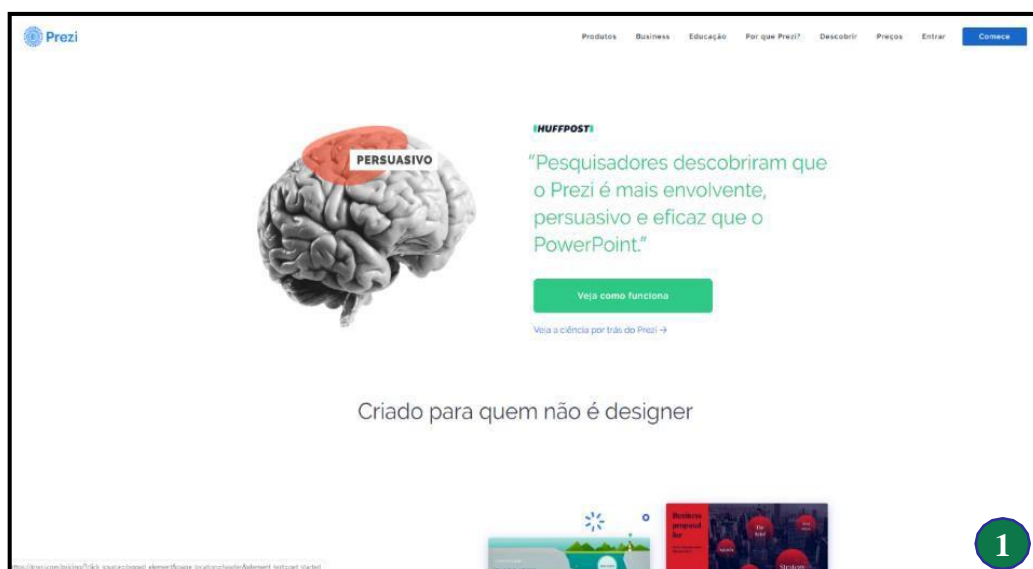 Prezi
Produtos Business Educação Por que Prezi? Descobrir Preços Entrar Comece
HUFFPOST
PERSUASIVO
"Pesquisadores descobriram que
o Prezi é mais envolvente,
persuasivo e eficaz que o
PowerPoint."
Veja como funciona
Veja a ciência por trás do Prezi →
Criado para quem não é designer
Business
proposal
for
1